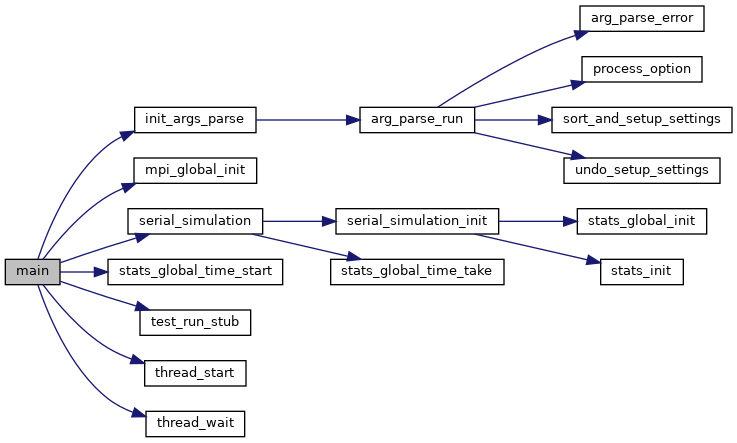 arg_parse_error
process_option
init_args_parse
arg_parse_run
sort_and_setup_settings
mpi_global_init
undo_setup_settings
serial_simulation
serial_simulation_init
stats_global_init
main
stats_global_time_start
stats_global_time_take
stats_init
test_run_stub
thread_start
thread_wait